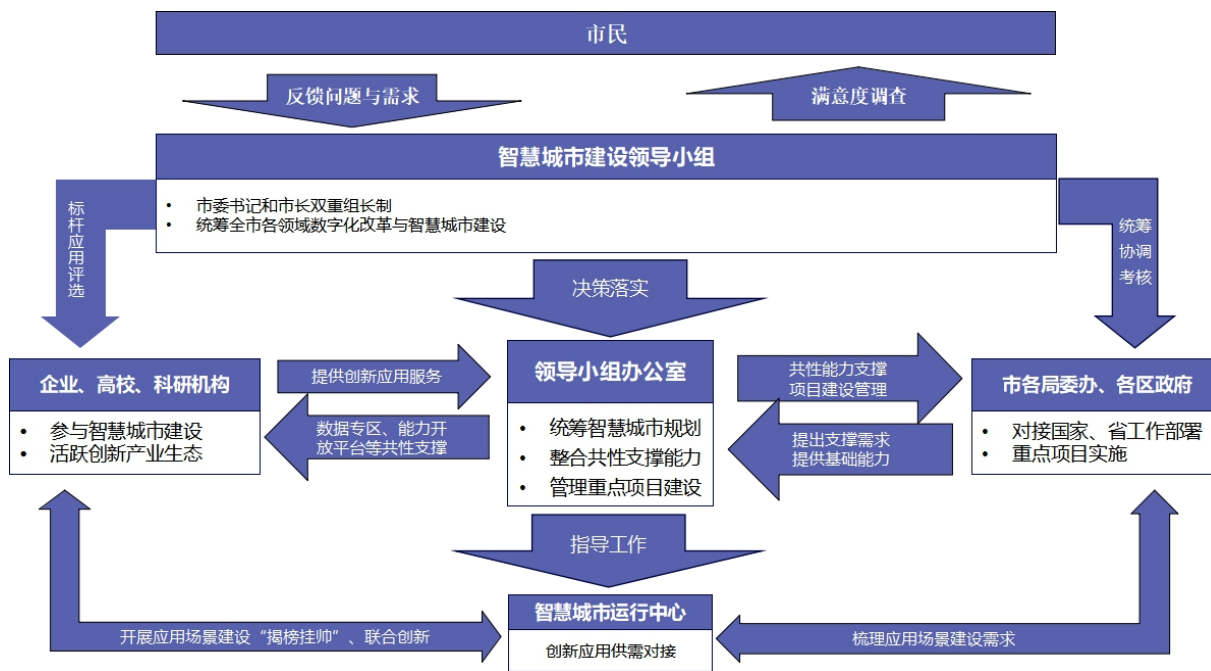 市民
反馈问题与需求
满意度调查
智慧城市建设领导小组
• 市委书记和市长双重组长制
• 统筹全市各领域数字化改革与智慧城市建设
标杆应用评选
统筹
协调
考核
决策落实
企业、高校、科研机构
• 参与智慧城市建设
• 活跃创新产业生态
提供创新应用服务
数据专区、能力开
放平台等共性支撑
领导小组办公室
• 统筹智慧城市规划
• 整合共性支撑能力
• 管理重点项目建设
共性能力支撑
项目建设管理
提出支撑需求
提供基础能力
市各局委办、各区政府
• 对接国家、省工作部署
• 重点项目实施
指导工作
智慧城市运行中心
创新应用供需对接
开展应用场景建设“揭榜挂帅”、联合创新
梳理应用场景建设需求